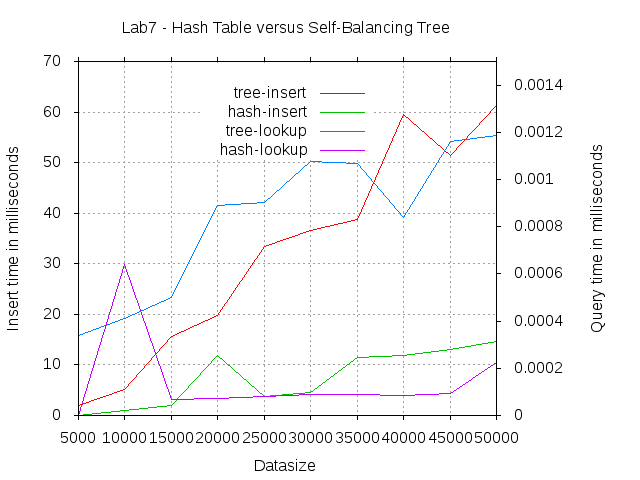 Lab7 - Hash Table versus Self-Balancing Tree
70
60
50
40
30
20
10
0
Insert time in milliseconds
tree-insert
hash-insert
tree-lookup
hash-lookup
0.0014
0.0012
0.001
0.0008
0.0006
0.0004
0.0002
0
Query time in milliseconds
5000 10000 15000 20000 25000 30000 35000 40000 45000 50000
Datasize